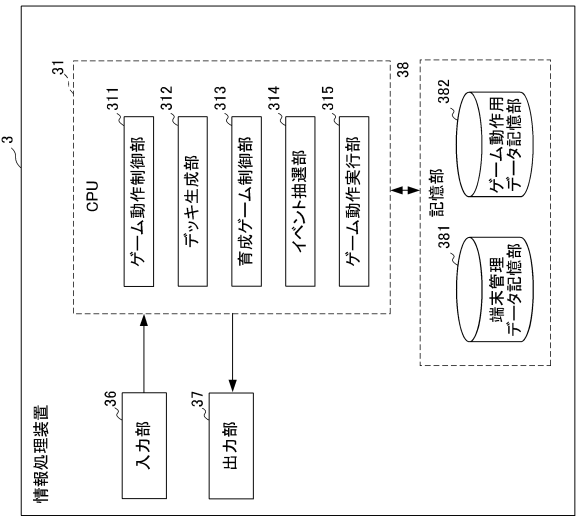 3
情報処理装置
31
CPU
311
ゲーム動作制御部
312
デッキ生成部
313
育成ゲーム制御部
314
イベント抽選部
315
ゲーム動作実行部
36
入力部
37
出力部
38
記憶部
381
端末管理
データ記憶部
382
ゲーム動作用
データ記憶部